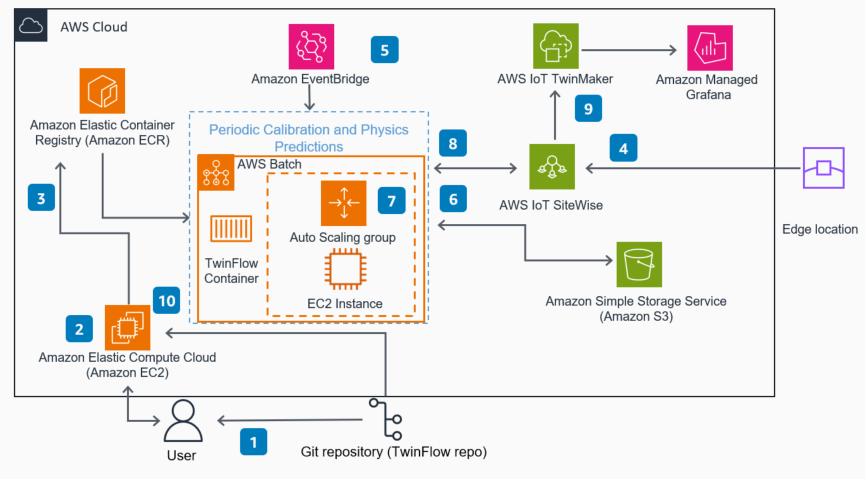 AWS Cloud
5
Amazon EventBridge
AWS IoT TwinMaker
Amazon Managed
Grafana
Amazon Elastic Container
Registry (Amazon ECR)
9
Periodic Calibration and Physics
Predictions
8
4
AWS Batch
3
6
7
AWS IoT SiteWise
Edge location
Auto Scaling group
TwinFlow
Container
EC2 Instance
Amazon Simple Storage Service
(Amazon S3)
10
2
Amazon Elastic Compute Cloud
(Amazon EC2)
1
User
Git repository (TwinFlow repo)